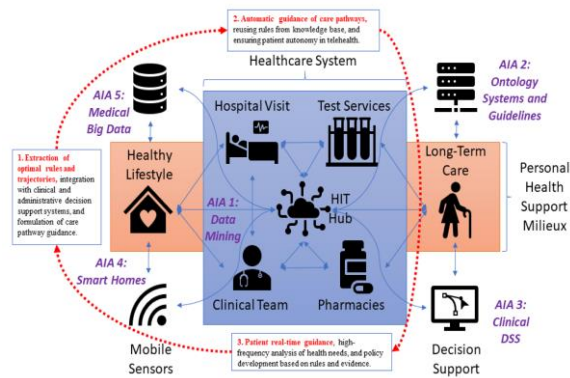 2. Automatic guidance of care pathways,
reusing rules from knowledge base, and
ensuring patient autonomy in telehealth.
Healthcare System
AIA 5:
Medical
Big Data
Hospital Visit
Test Services
AIA 2:
Ontology
Systems and
Guidelines
1. Extraction of
optimal rules and
trajectories, integration
with clinical and
administrative decision
support systems, and
formulation of care
pathway guidance.
Healthy
Lifestyle
AIA 1:
Data
Mining
HIT
Hub
Long-Term
Care
Personal
Health
Support
Milieux
AIA 4:
Smart Homes
Clinical Team
Pharmacies
AIA 3:
Clinical
DSS
Mobile
Sensors
3. Patient real-time guidance, high-
frequency analysis of health needs, and policy
development based on rules and evidence.
Decision
Support